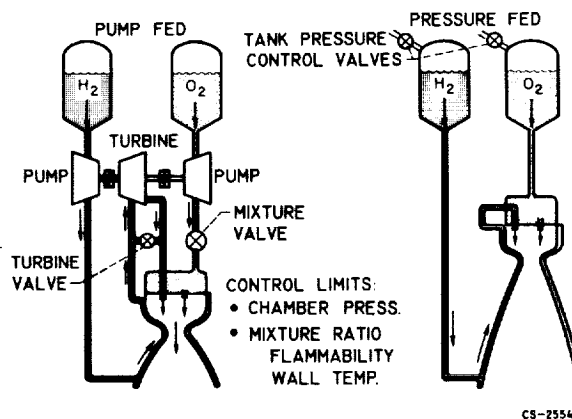 PUMP FED
H2
O2
TURBINE
PUMP
PUMP
MIXTURE
VALVE
TURBINE
VALVE
PRESSURE FED
TANK PRESSURE
CONTROL VALVES
H2
O2
CONTROL LIMITS:
• CHAMBER PRESS.
• MIXTURE RATIO
FLAMMABILITY
WALL TEMP.
CS-2554